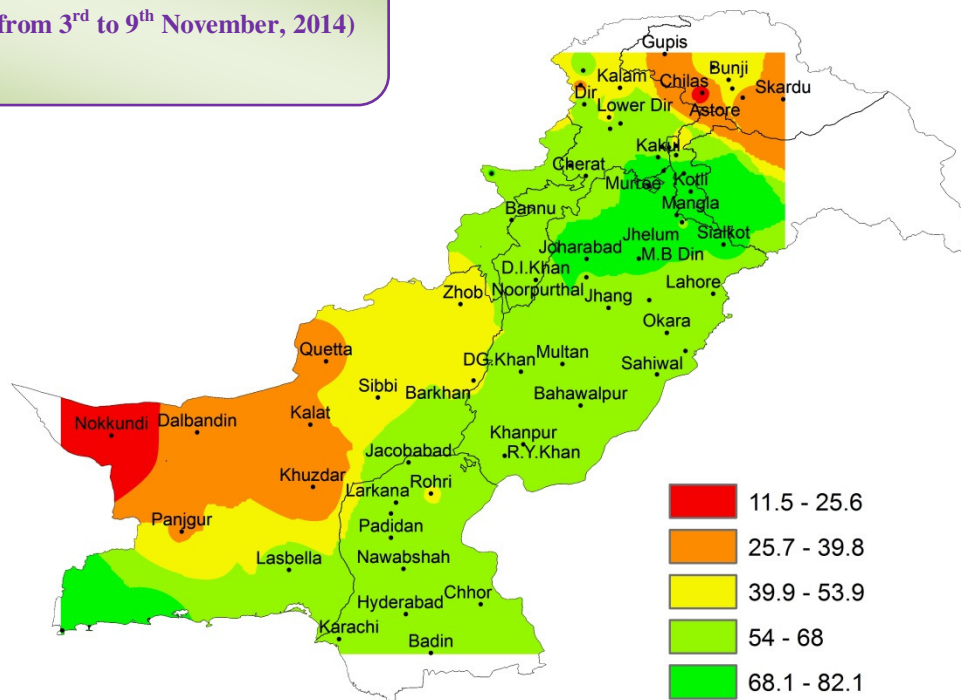 from 3rd to 9th November, 2014)
Gupis
Bunji
Kalam
Chilas
Skardu
Dir
Astore
Lower Dir
Kakul
Cherat
Murree
Kotli
Mangla
Bannu
Sialkot
Jhelum
Joharabad
M.B Din
D.I.Khan
Lahore
Noorpurthal
Zhob
Jhang
Okara
Quetta
DG.Khan
Multan
Sahiwal
Sibbi
Barkhan
Bahawalpur
Nokkundi
Dalbandin
Kalat
Khanpur
R.Y.Khan
Jacobabad
Khuzdar
Rohri
Larkana
Panjgur
Padidan
Lasbella
Nawabshah
Chhor
Hyderabad
Karachi
Badin
11.5 - 25.6
25.7 - 39.8
39.9 - 53.9
54 - 68
68.1 - 82.1